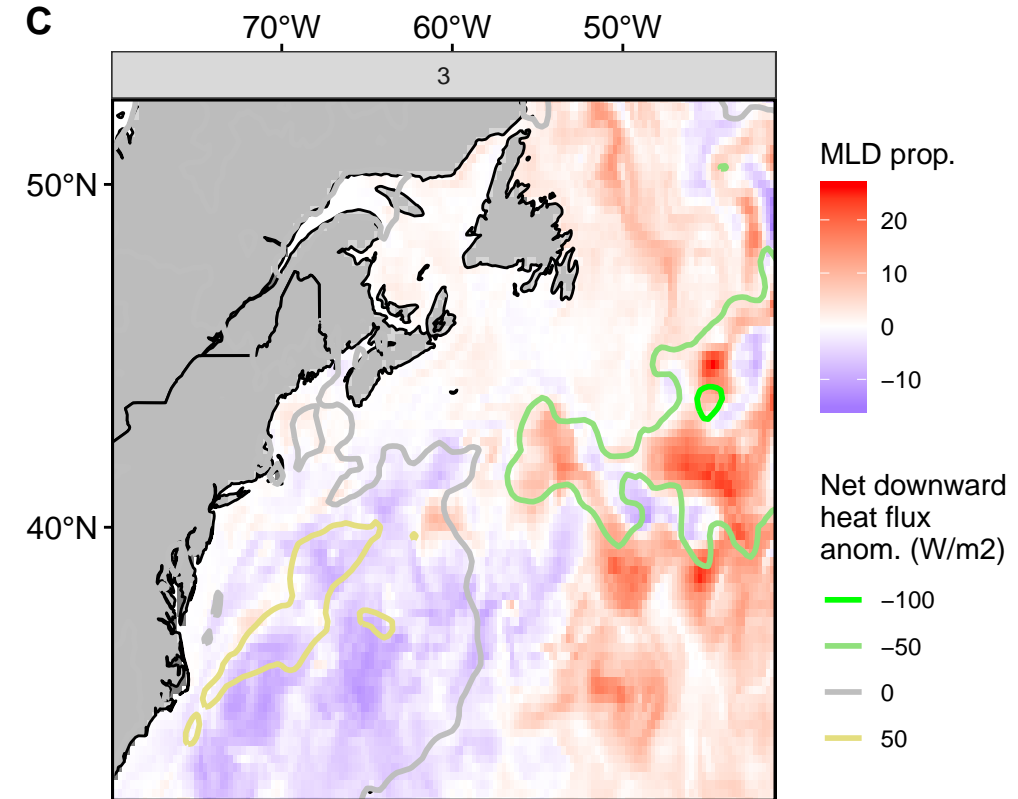 C
70°W 60°W 50°W
3
50°N
40°N
MLD prop.
20
10
0
−10
Net downward
heat flux
anom. (W/m2)
−100
−50
0
50